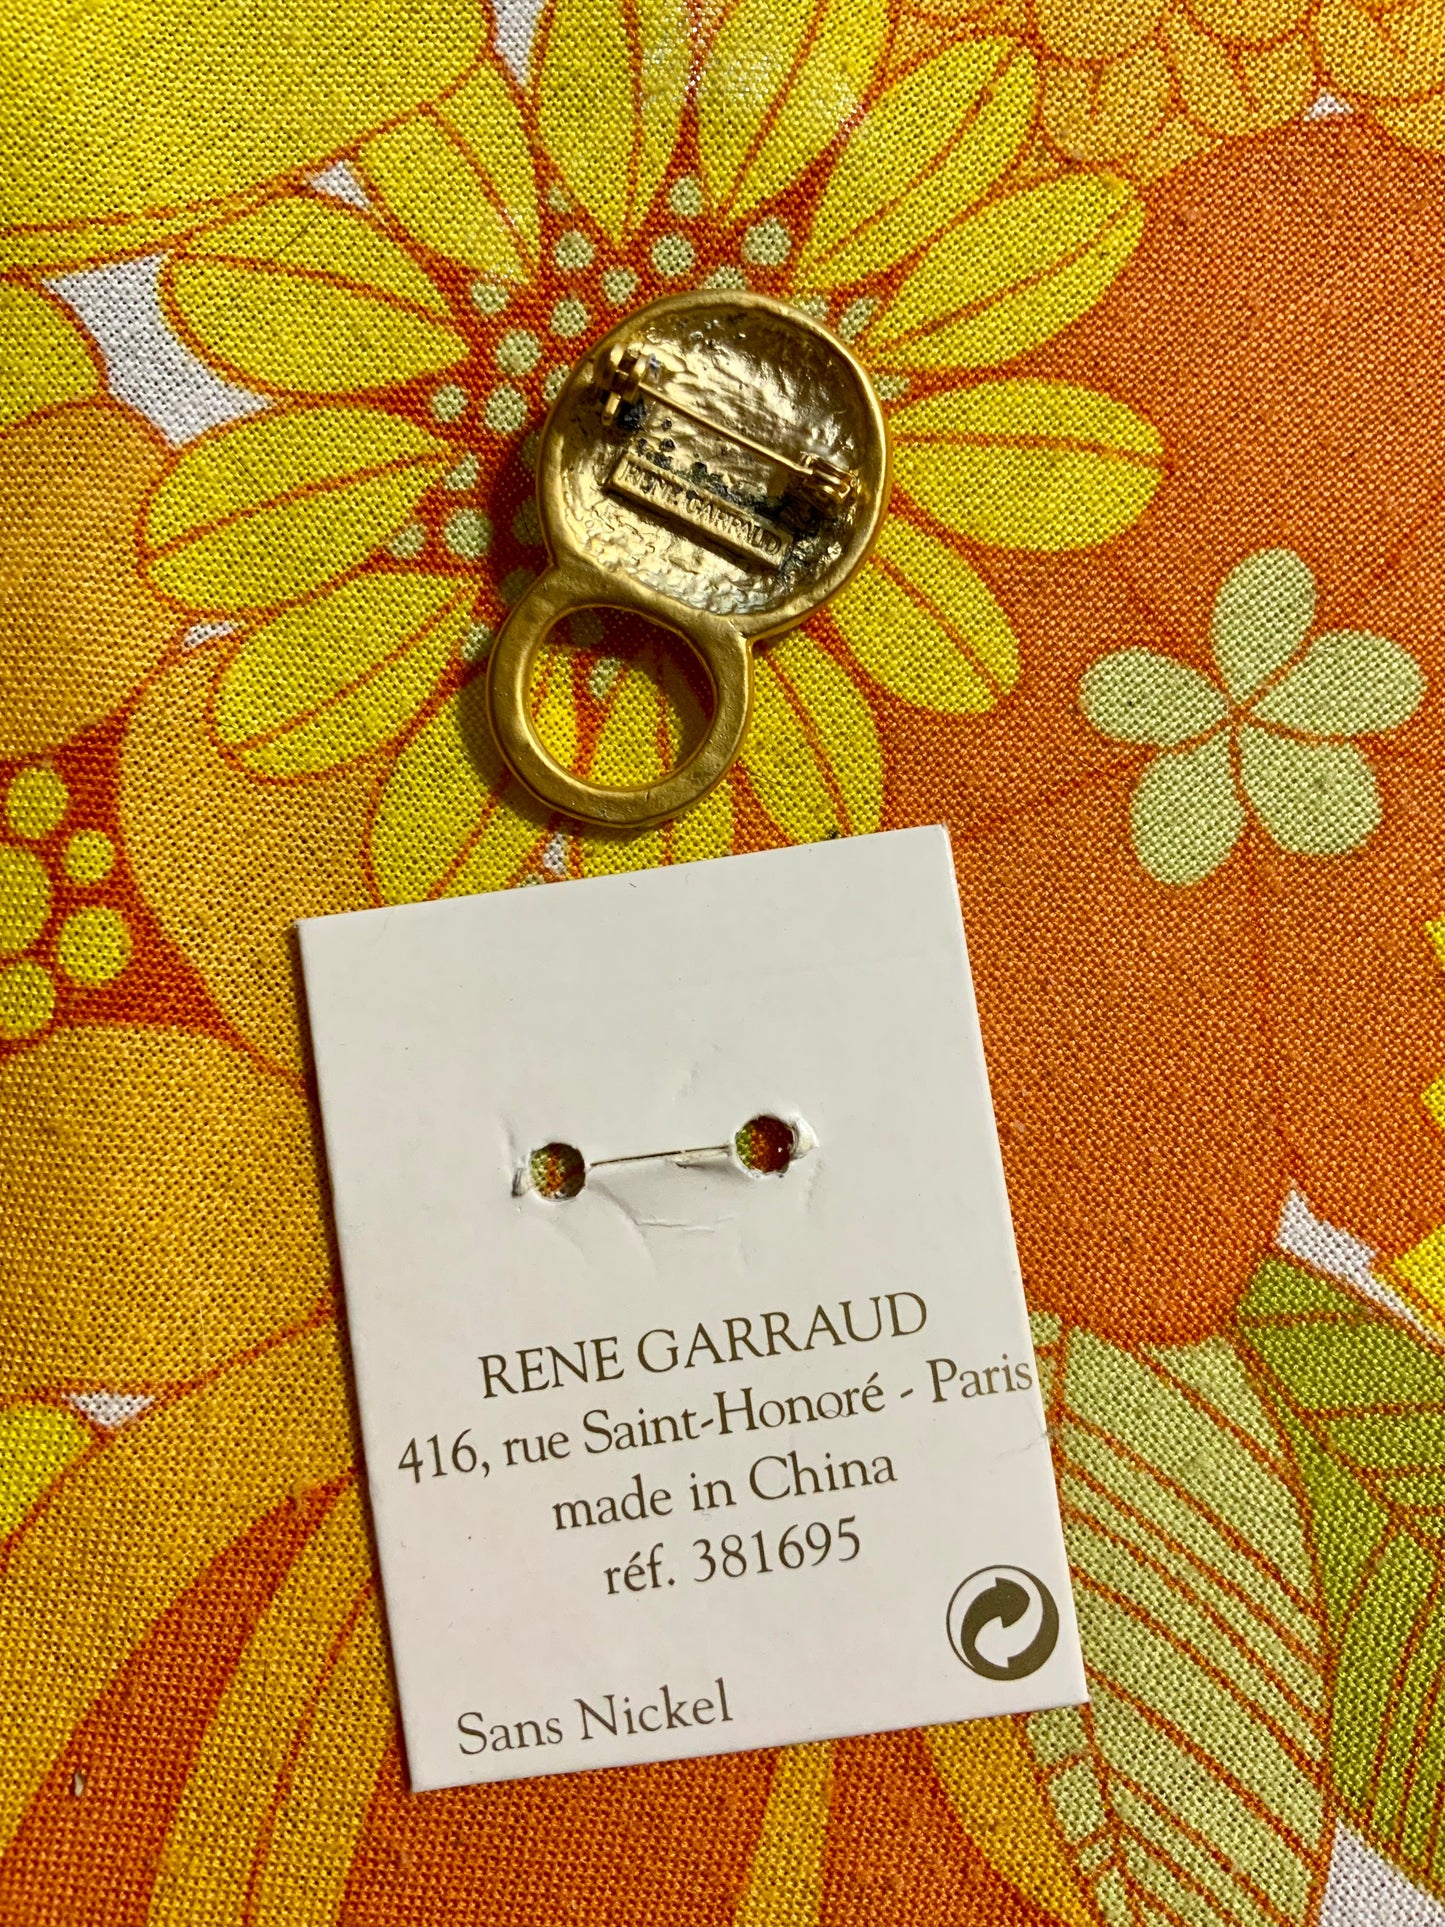 RENE GARRAUD
RENE GARRAUD
416, rue Saint-Honoré - Paris
made in China
réf. 381695
Sans Nickel